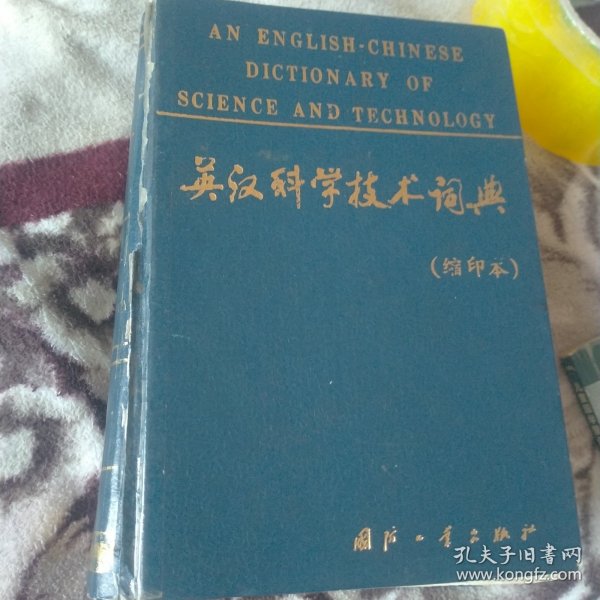 AN ENGLISH-CHINESE
DICTIONARY OF
SCIENCE AND TECHNOLOGY
英汉科学技术词典
(缩印本)
国防工业出版社
孔夫子旧书网
www.kongfz.com